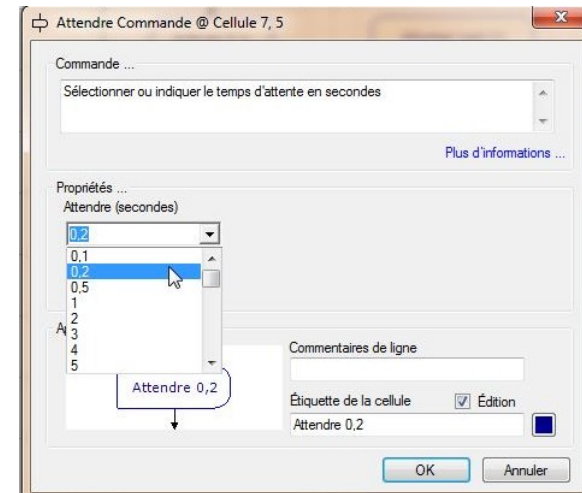 Attendre Commande @ Cellule 7, 5
Commande ...
Sélectionner ou indiquer le temps d'attente en secondes
Plus d'informations ...
Propriétés ...
Attendre (secondes)
0,2
0,1
0,2
0,5
1
2
3
4
5
Commentaires de ligne
Attendre 0,2
Étiquette de la cellule
Édition
Attendre 0,2
OK
Annuler